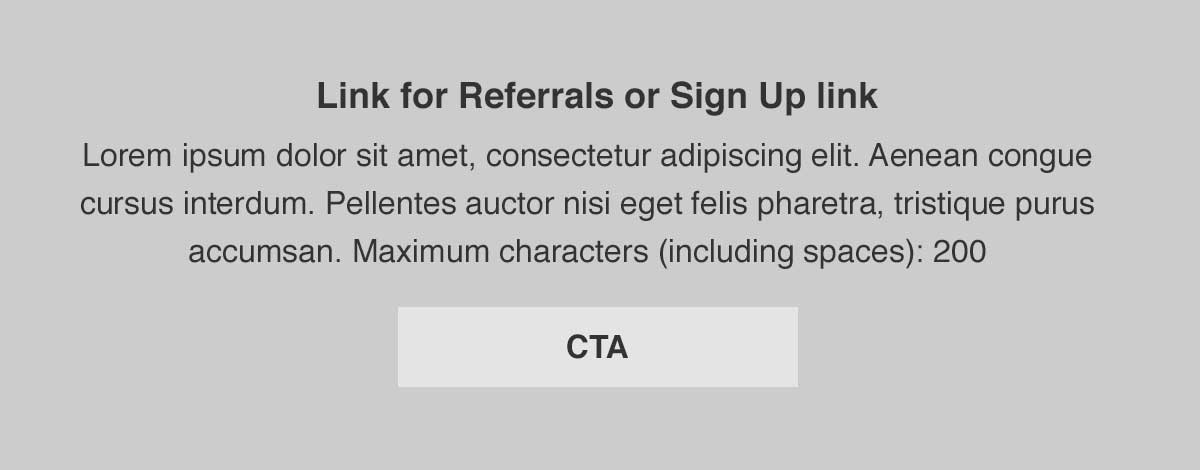 Link for Referrals or Sign Up link
Lorem ipsum dolor sit amet, consectetur adipiscing elit. Aenean congue
cursus interdum. Pellentes auctor nisi eget felis pharetra, tristique purus
accumsan. Maximum characters (including spaces): 200
CTA